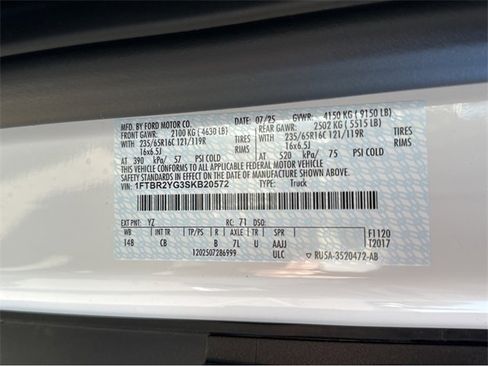 MFD. BY FORD MOTOR CO. DATE: 07/25 GVWR: 4150 KG ( 9150 LB)
FRONT GAWR: 2100 KG ( 4630 LB) REAR GAWR: 2502 KG ( 5515 LB)
WITH TIRES WITH TIRES
235/65R16C 121/119R RIMS 235/65R16C 121/119R RIMS
16x6.5J 16x6.5J
AT 390 kPa/ 57 PSI COLD AT 520 kPa/ 75 PSI COLD
THIS VEHICLE CONFORMS TO ALL APPLICABLE FEDERAL MOTOR VEHICLE
SAFETY STANDARDS IN EFFECT ON THE DATE OF MANUFACTURE SHOWN ABOVE.
VIN: 1FTBR2YG3SKB20572 TYPE: Truck
EXT PNT: YZ RC: 71 DSO:
WB INT TR TP/PS R AXLE TR SPR F1120
148 CB B 7L U AAJJ T2017
1202507286999 ULC RU5A-3520472-AB